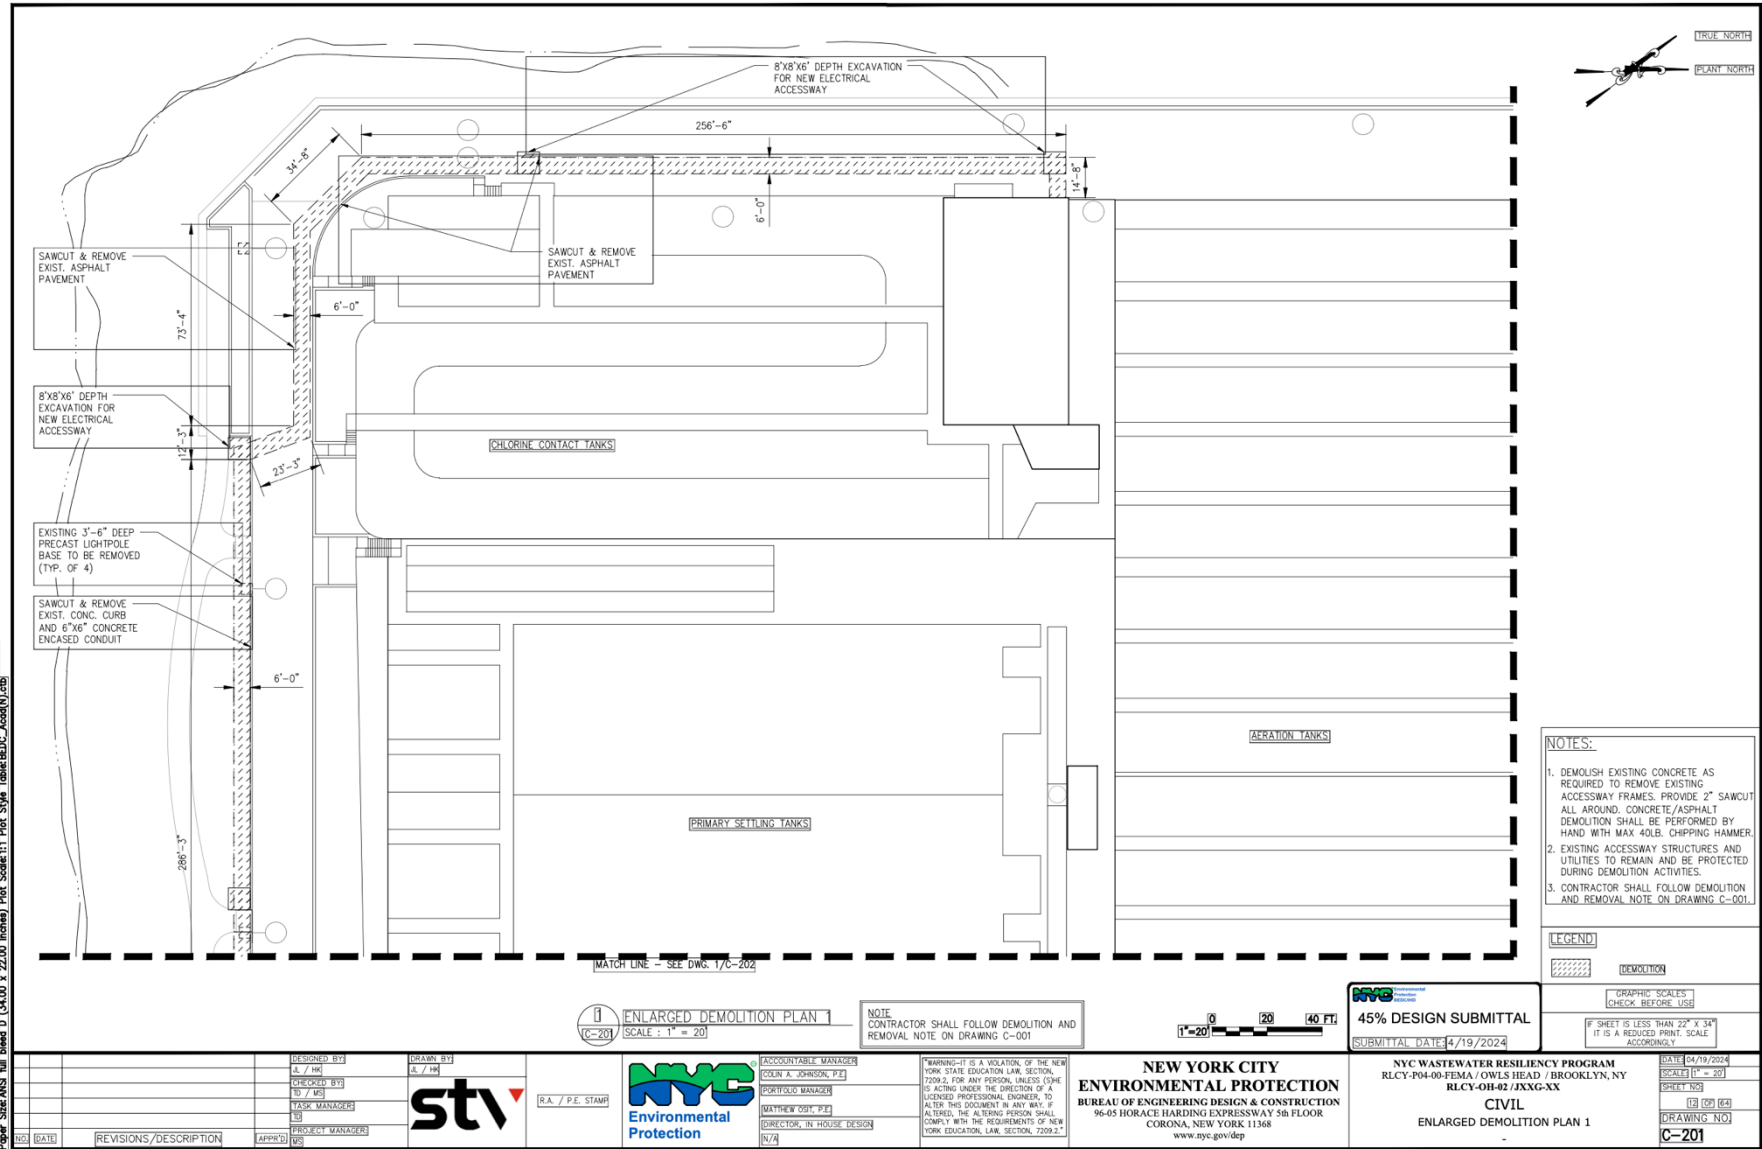 TRUE NORTH
PLANT NORTH
8'X8'X6' DEPTH EXCAVATION
FOR NEW ELECTRICAL
ACCESSWAY
256'-6"
34'-8"
14'-8"
6'-0"
SAWCUT & REMOVE
EXIST. ASPHALT
PAVEMENT
SAWCUT & REMOVE
EXIST. ASPHALT
PAVEMENT
6'-0"
73'-4"
8'X8'X6' DEPTH
EXCAVATION FOR
NEW ELECTRICAL
ACCESSWAY
12'-3"
23'-3"
CHLORINE CONTACT TANKS
EXISTING 3'-6" DEEP
PRECAST LIGHTPOLE
BASE TO BE REMOVED
(TYP. OF 4)
SAWCUT & REMOVE
EXIST. CONC. CURB
AND 6"X6" CONCRETE
ENCASED CONDUIT
6'-0"
286'-3"
PRIMARY SETTLING TANKS
AERATION TANKS
NOTES:
1. DEMOLISH EXISTING CONCRETE AS
REQUIRED TO REMOVE EXISTING
ACCESSWAY FRAMES. PROVIDE 2" SAWCUT
ALL AROUND. CONCRETE/ASPHALT
DEMOLITION SHALL BE PERFORMED BY
HAND WITH MAX 40LB. CHIPPING HAMMER.
2. EXISTING ACCESSWAY STRUCTURES AND
UTILITIES TO REMAIN AND BE PROTECTED
DURING DEMOLITION ACTIVITIES.
3. CONTRACTOR SHALL FOLLOW DEMOLITION
AND REMOVAL NOTE ON DRAWING C-001.
LEGEND
DEMOLITION
GRAPHIC SCALES
CHECK BEFORE USE
IF SHEET IS LESS THAN 22" X 34"
IT IS A REDUCED PRINT. SCALE
ACCORDINGLY
MATCH LINE - SEE DWG. 1/C-202
1
C-201
ENLARGED DEMOLITION PLAN 1
SCALE : 1" = 20'
NOTE
CONTRACTOR SHALL FOLLOW DEMOLITION AND
REMOVAL NOTE ON DRAWING C-001
1"=20'
0 20 40 FT.
NYC Environmental
Protection
45% DESIGN SUBMITTAL
SUBMITTAL DATE: 4/19/2024
NO. DATE REVISIONS/DESCRIPTION APPR'D
DESIGNED BY:
JL / HK
CHECKED BY:
TD / MS
TASK MANAGER:
TD
PROJECT MANAGER:
MS
DRAWN BY:
JL / HK
stv
R.A. / P.E. STAMP
NYC
Environmental
Protection
ACCOUNTABLE MANAGER
COLIN A. JOHNSON, P.E.
PORTFOLIO MANAGER
MATTHEW OSIT, P.E.
DIRECTOR, IN HOUSE DESIGN
N/A
"WARNING-IT IS A VIOLATION, OF THE NEW
YORK STATE EDUCATION LAW, SECTION,
7209.2, FOR ANY PERSON, UNLESS (S)HE
IS ACTING UNDER THE DIRECTION OF A
LICENSED PROFESSIONAL ENGINEER, TO
ALTER THIS DOCUMENT IN ANY WAY. IF
ALTERED, THE ALTERING PERSON SHALL
COMPLY WITH THE REQUIREMENTS OF NEW
YORK EDUCATION, LAW, SECTION, 7209.2."
NEW YORK CITY
ENVIRONMENTAL PROTECTION
BUREAU OF ENGINEERING DESIGN & CONSTRUCTION
96-05 HORACE HARDING EXPRESSWAY 5th FLOOR
CORONA, NEW YORK 11368
www.nyc.gov/dep
NYC WASTEWATER RESILIENCY PROGRAM
RLCY-P04-00-FEMA / OWLS HEAD / BROOKLYN, NY
RLCY-OH-02 / JXXG-XX
CIVIL
ENLARGED DEMOLITION PLAN 1
-
DATE: 04/19/2024
SCALE: 1" = 20'
SHEET NO:
12 OF 64
DRAWING NO.
C-201